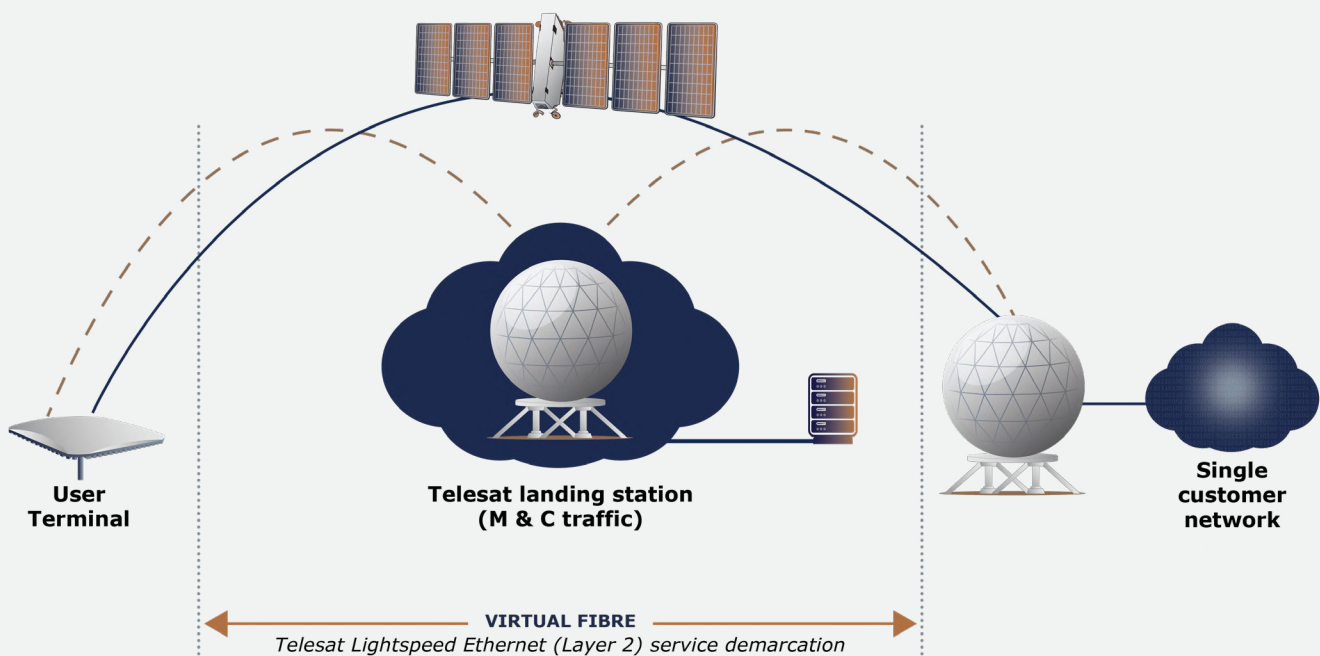 User
Terminal
Telesat landing station
(M & C traffic)
Single
customer
network
VIRTUAL FIBRE
Telesat Lightspeed Ethernet (Layer 2) service demarcation